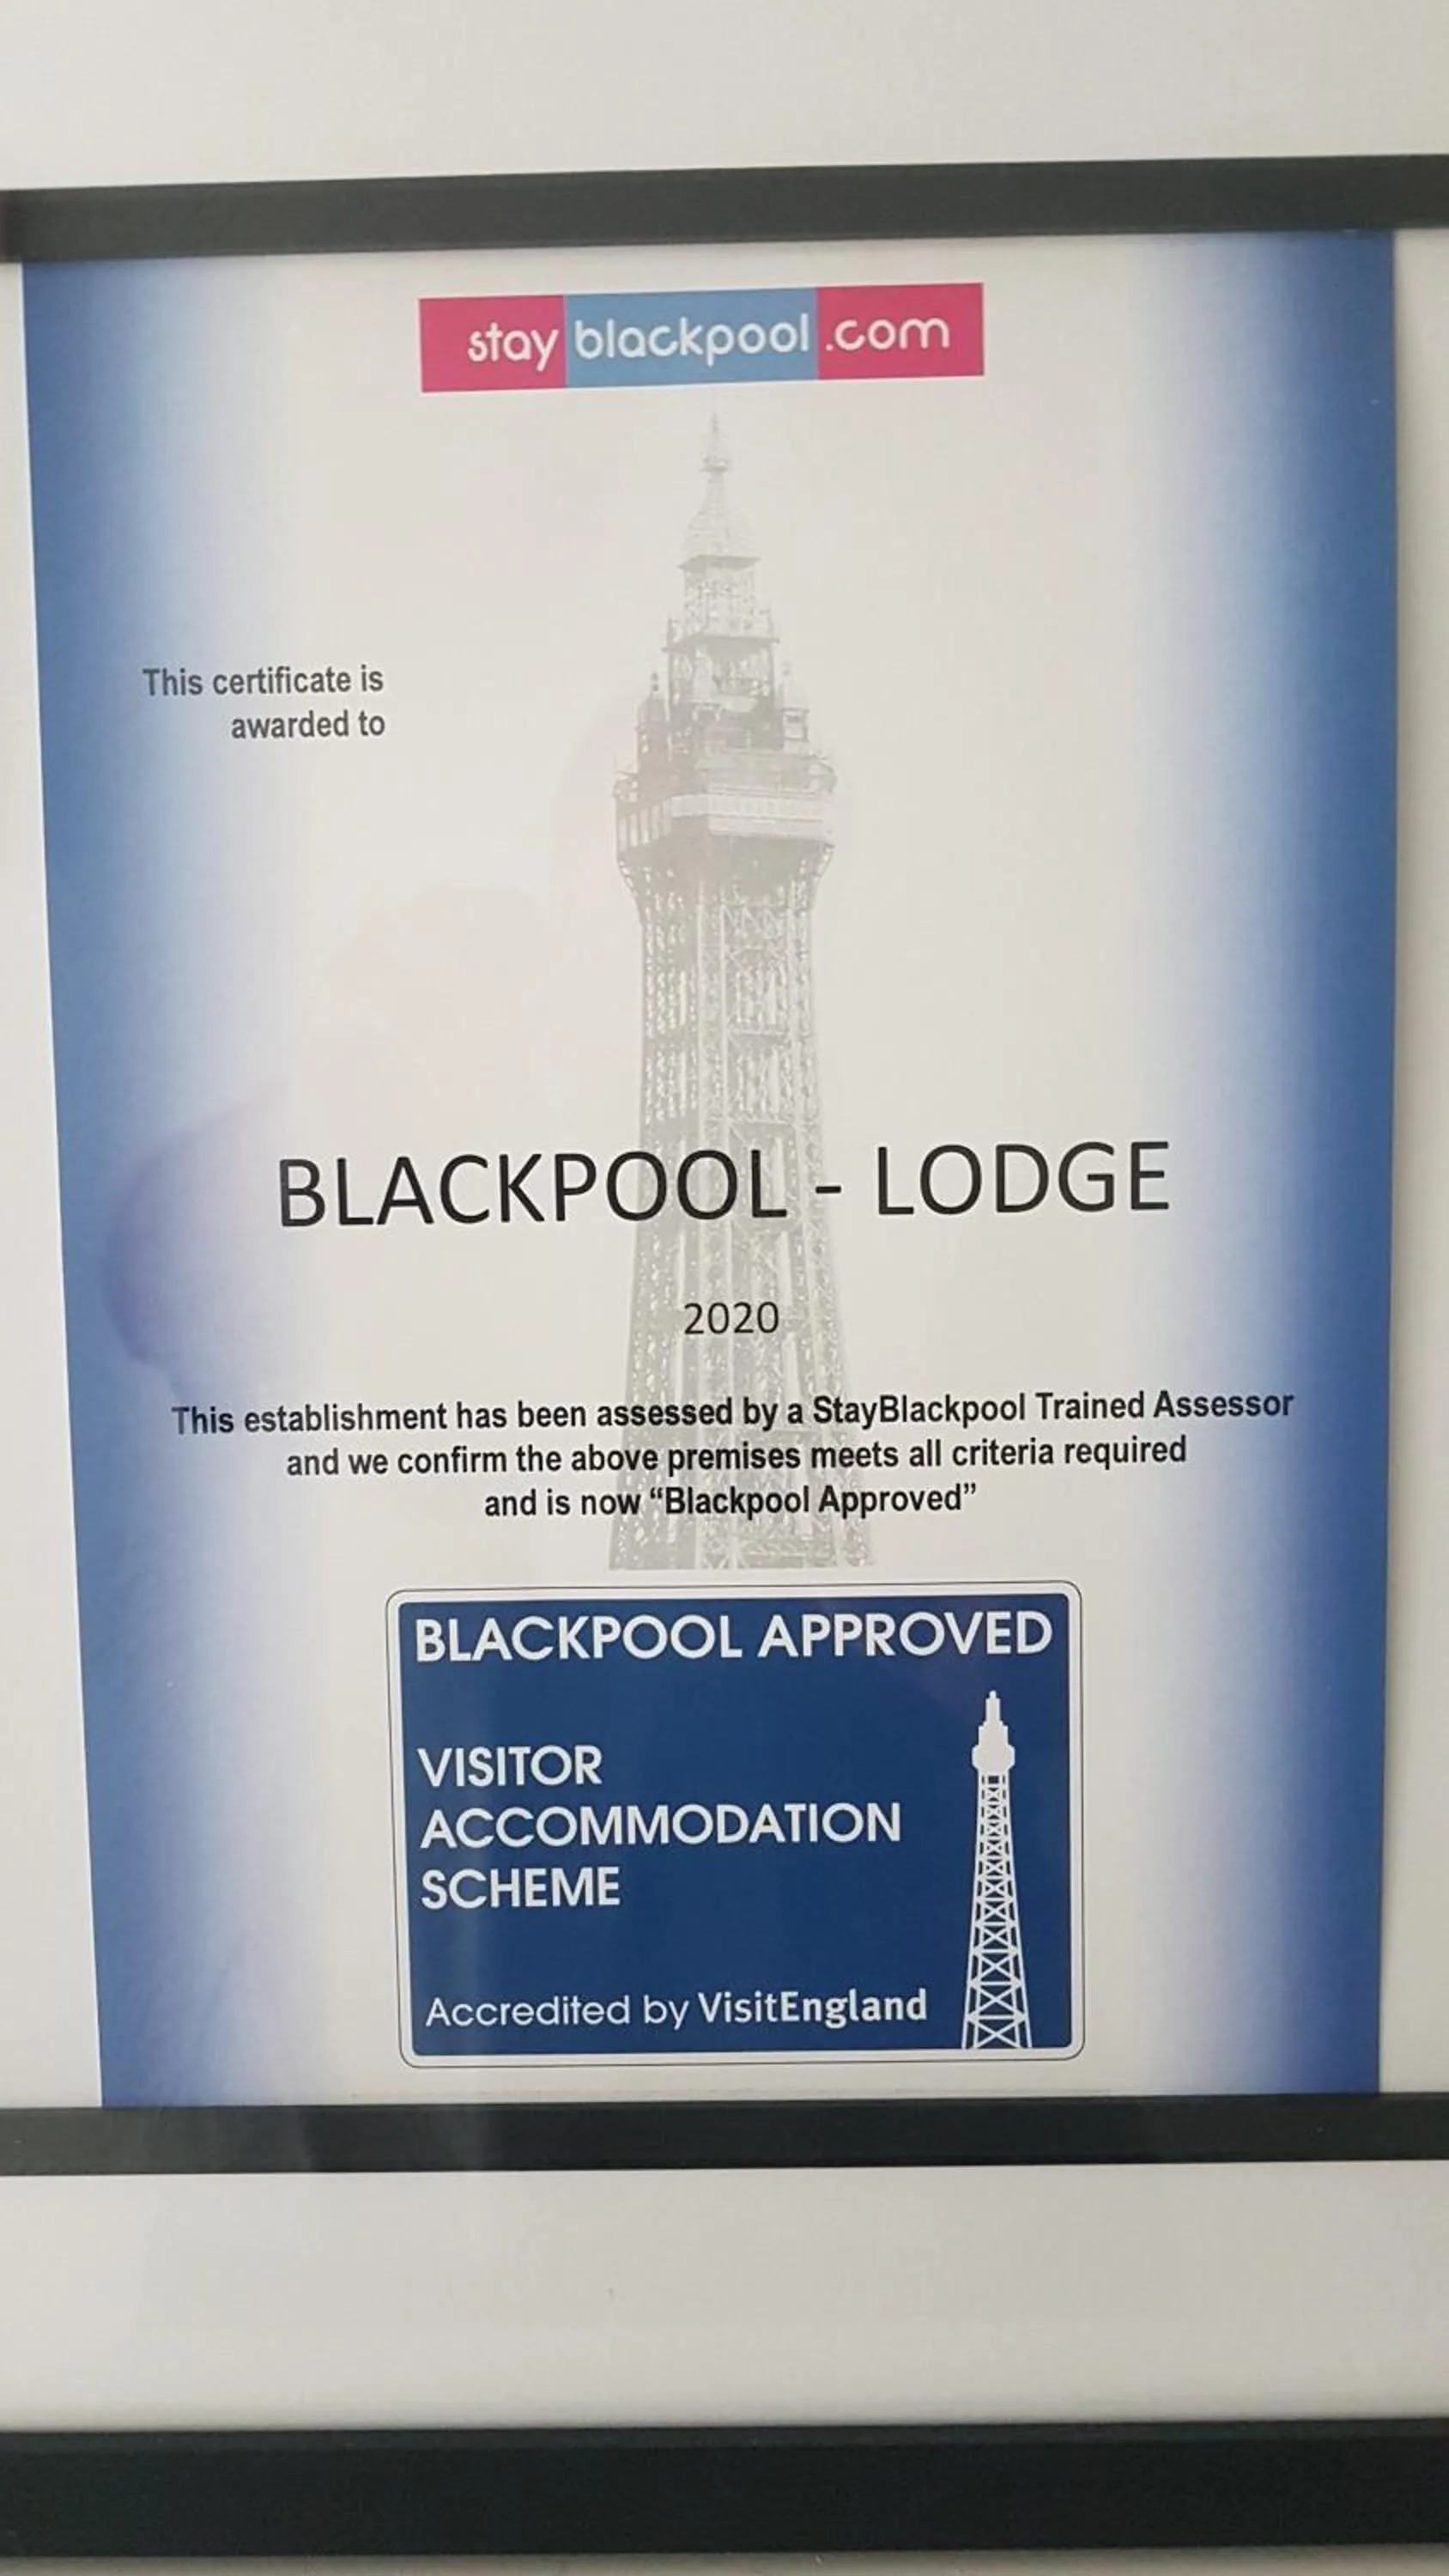 stay blackpool .com
This certificate is
awarded to
BLACKPOOL - LODGE
2020
This establishment has been assessed by a StayBlackpool Trained Assessor
and we confirm the above premises meets all criteria required
and is now “Blackpool Approved”
BLACKPOOL APPROVED
VISITOR
ACCOMMODATION
SCHEME
Accredited by VisitEngland